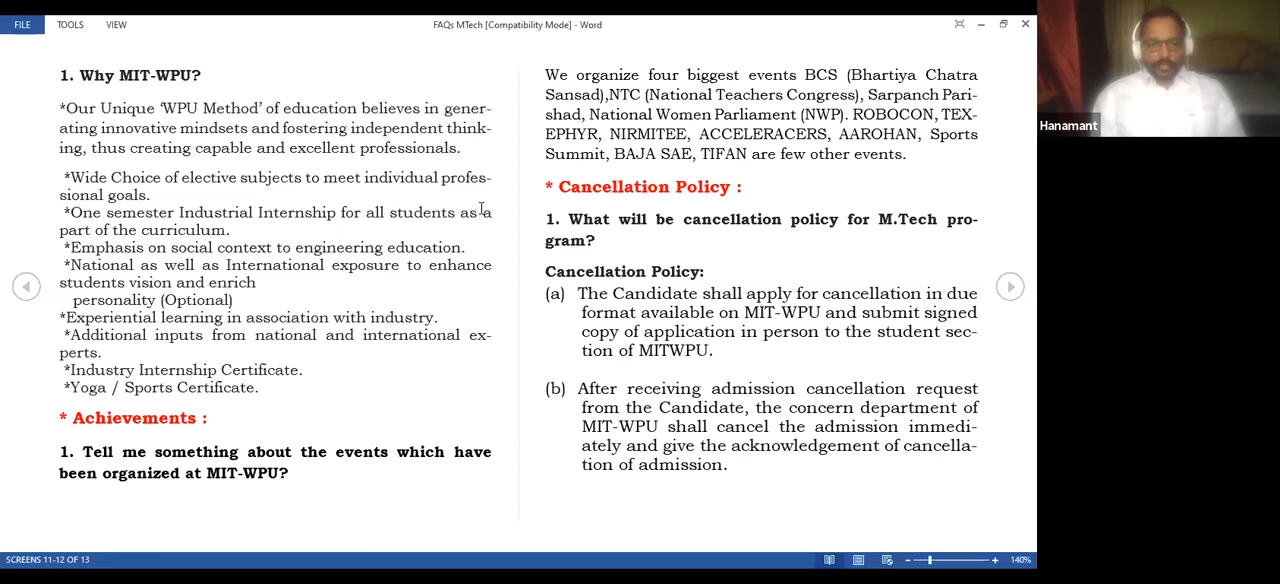 FILE
TOOLS
VIEW
FAQs MTech [Compatibility Mode] - Word
1. Why MIT-WPU?
*Our Unique ‘WPU Method’ of education believes in gener-
ating innovative mindsets and fostering independent think-
ing, thus creating capable and excellent professionals.
*Wide Choice of elective subjects to meet individual profes-
sional goals.
*One semester Industrial Internship for all students as a
part of the curriculum.
*Emphasis on social context to engineering education.
*National as well as International exposure to enhance
students vision and enrich
personality (Optional)
*Experiential learning in association with industry.
*Additional inputs from national and international ex-
perts.
*Industry Internship Certificate.
*Yoga / Sports Certificate.
* Achievements :
1. Tell me something about the events which have
been organized at MIT-WPU?
We organize four biggest events BCS (Bhartiya Chatra
Sansad),NTC (National Teachers Congress), Sarpanch Pari-
shad, National Women Parliament (NWP). ROBOCON, TEX-
EPHYR, NIRMITEE, ACCELERACERS, AAROHAN, Sports
Summit, BAJA SAE, TIFAN are few other events.
* Cancellation Policy :
1. What will be cancellation policy for M.Tech pro-
gram?
Cancellation Policy:
(a) The Candidate shall apply for cancellation in due
format available on MIT-WPU and submit signed
copy of application in person to the student sec-
tion of MITWPU.
(b) After receiving admission cancellation request
from the Candidate, the concern department of
MIT-WPU shall cancel the admission immedi-
ately and give the acknowledgement of cancella-
tion of admission.
Hanamant
SCREENS 11-12 OF 13
140%